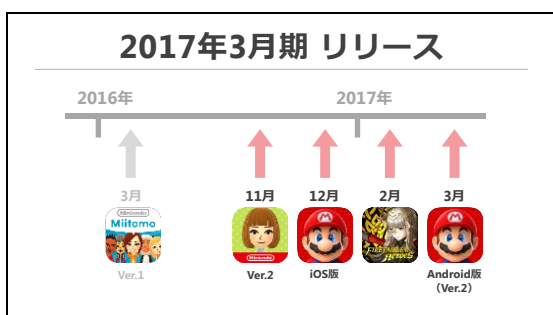 2017年3月期 リリース
2016年
2017年
3月
11月
12月
2月
3月
Nintendo
Miitomo
Nintendo
FIRE EMBLEM
HEROES
Ver.1
Ver.2
iOS版
Android版
（Ver.2）